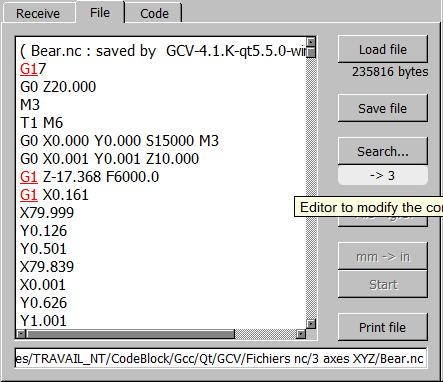 Receive File Code
( Bear.nc : saved by GCV-4.1.K-qt5.5.0-win
G17
G0 Z20.000
M3
T1 M6
G0 X0.000 Y0.000 S15000 M3
G0 X0.001 Y0.001 Z10.000
G1 Z-17.368 F6000.0
G1 X0.161
X79.999
Y0.126
Y0.501
X79.839
X0.001
Y0.626
Y1.001
Load file
235816 bytes
Save file
Search...
-> 3
Editor to modify the co
mm -> in
Start
Print file
es/TRAVAIL_NT/CodeBlock/Gcc/Qt/GCV/Fichiers nc/3 axes XYZ/Bear.nc